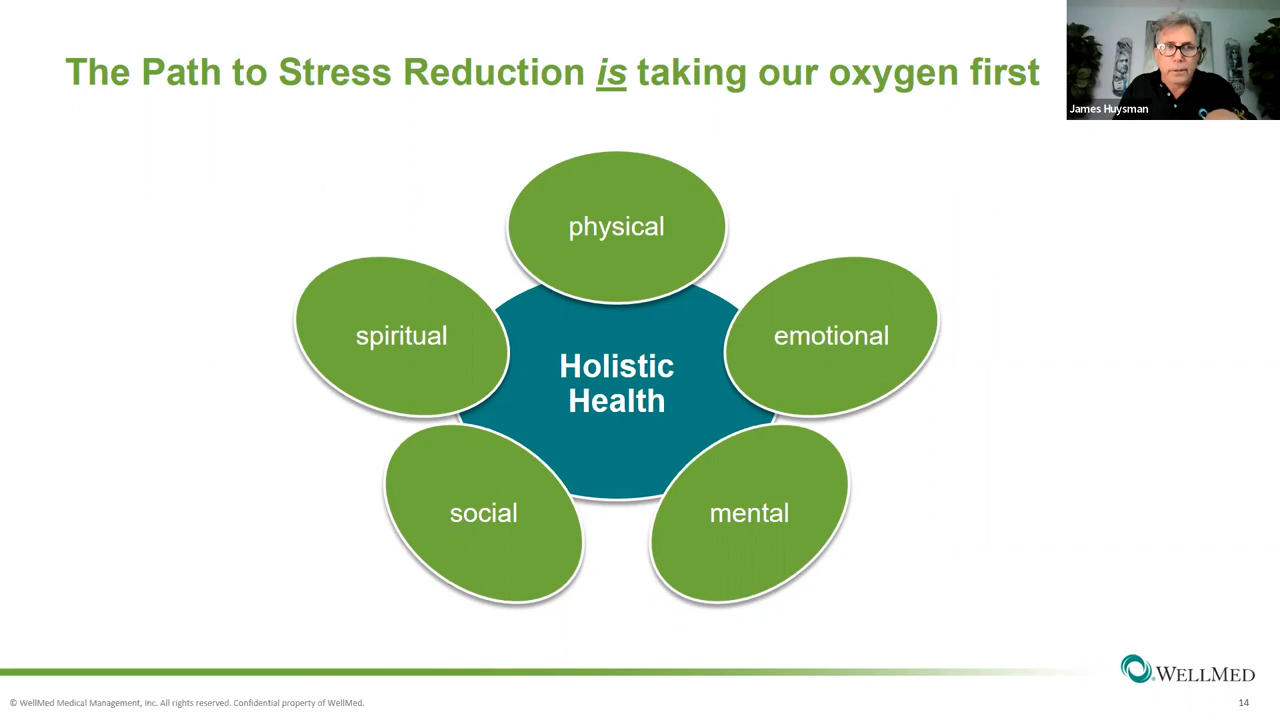 The Path to Stress Reduction is taking our oxygen first
James Huysman
physical
spiritual
emotional
Holistic
Health
social
mental
WELLMED
© WellMed Medical Management, Inc. All rights reserved. Confidential property of WellMed.
14